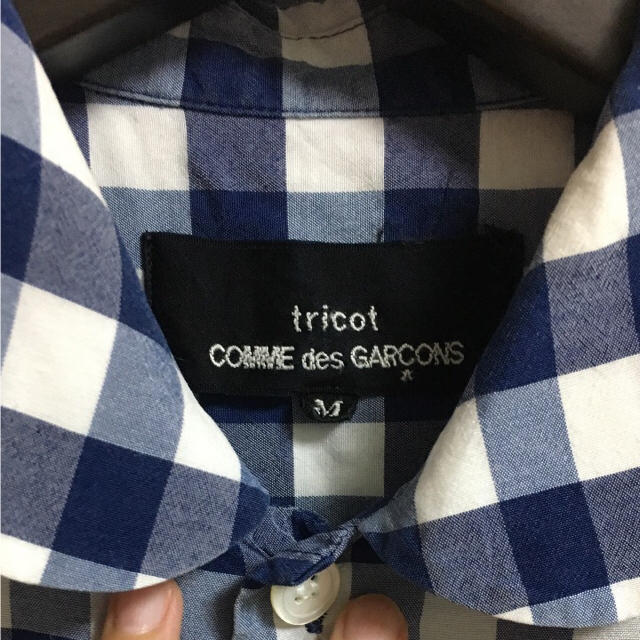 tricot
COMME des GARCONS
*
M